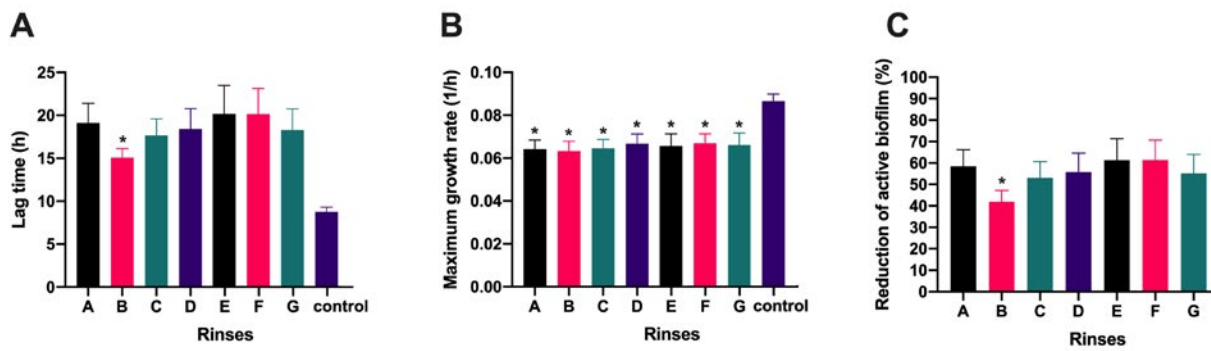 A
Lag time (h)
25
20
15
10
5
0
*
A B C D E F G control
Rinses
B
Maximum growth rate (1/h)
0.10
0.08
0.06
0.04
0.02
0.00
* * * * * * *
A B C D E F G control
Rinses
C
Reduction of active biofilm (%)
100
90
80
70
60
50
40
30
20
10
0
*
A B C D E F G
Rinses